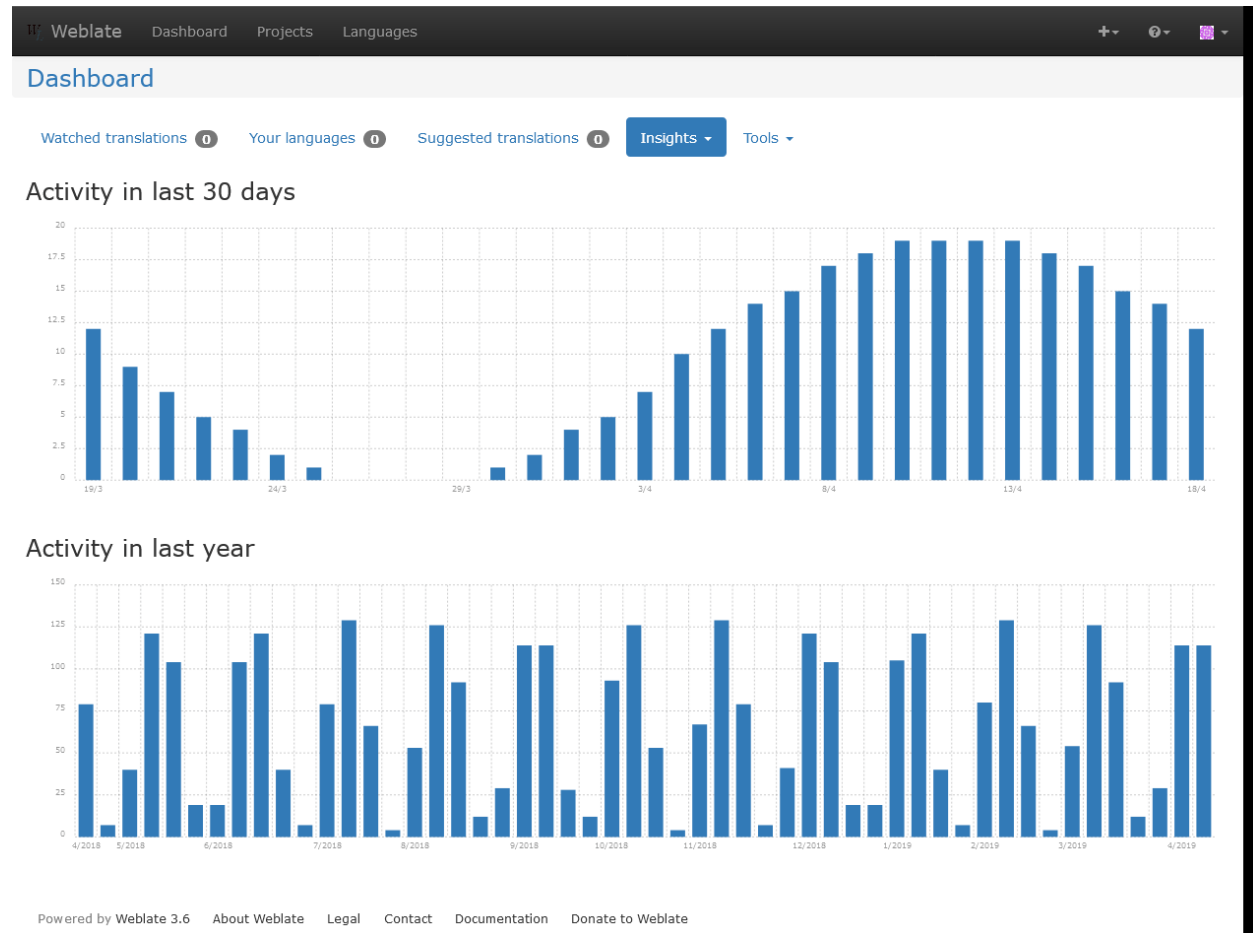 Weblate Dashboard Projects Languages
Dashboard
Watched translations 0 Your languages 0 Suggested translations 0 Insights Tools
Activity in last 30 days
20
17.5
15
12.5
10
7.5
5
2.5
0
19/3 24/3 29/3 3/4 8/4 13/4 18/4
Activity in last year
150
125
100
75
50
25
0
4/2018 5/2018 6/2018 7/2018 8/2018 9/2018 10/2018 11/2018 12/2018 1/2019 2/2019 3/2019 4/2019
Powered by Weblate 3.6 About Weblate Legal Contact Documentation Donate to Weblate